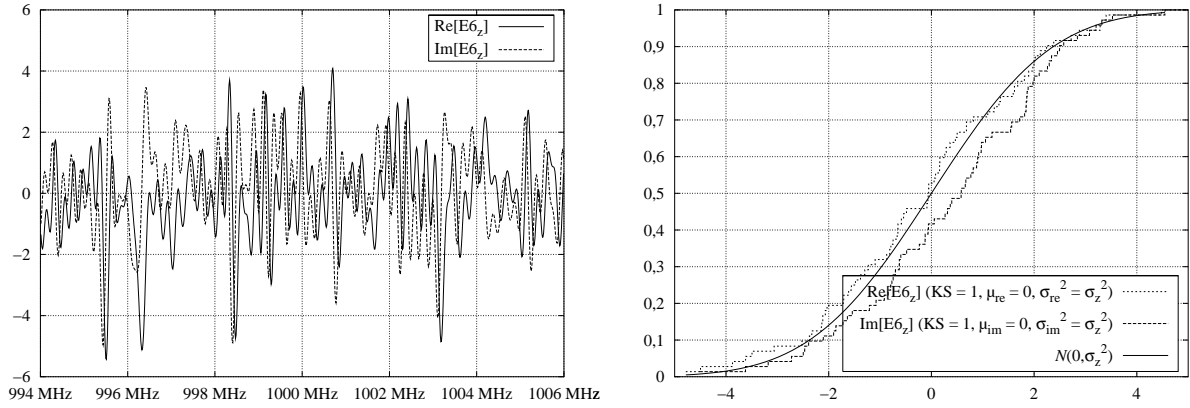 6
4
2
0
−2
−4
−6
994 MHz 996 MHz 998 MHz 1000 MHz 1002 MHz 1004 MHz 1006 MHz
Re[E6z]
Im[E6z]
1
0,9
0,8
0,7
0,6
0,5
0,4
0,3
0,2
0,1
0
−4 −2 0 2 4
Re[E6z] (KS = 1, μre = 0, σre² = σz²)
Im[E6z] (KS = 1, μim = 0, σim² = σz²)
N(0,σz²)